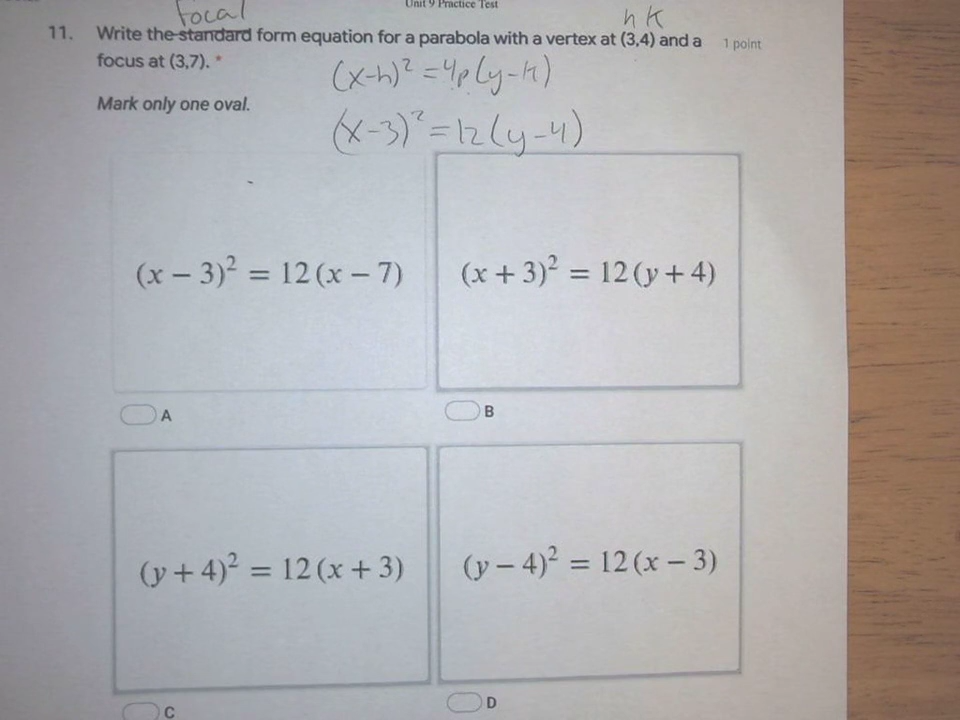 Unit 9 Practice Test
focal
h K
11. Write the standard form equation for a parabola with a vertex at (3,4) and a 1 point
focus at (3,7). *
(x-h)² = 4p(y-k)
Mark only one oval.
(x-3)² = 12(y-4)
(x − 3)² = 12 (x − 7) (x + 3)² = 12 (y + 4)
A B
(y + 4)² = 12 (x + 3) (y − 4)² = 12 (x − 3)
C D